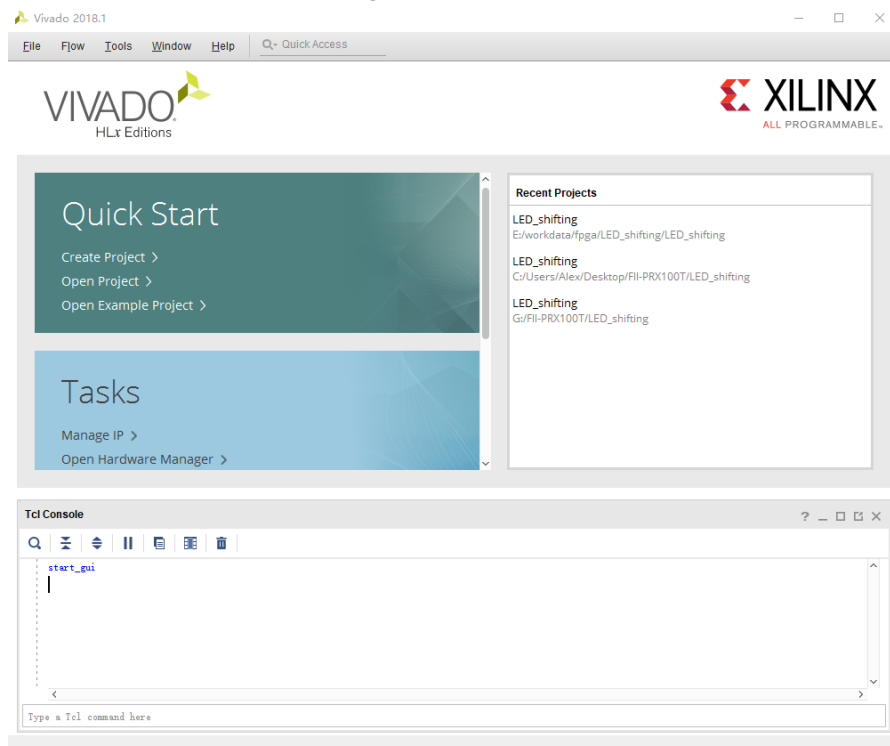 Vivado 2018.1
File Flow Tools Window Help Quick Access
VIVADO.
HLx Editions
XILINX
ALL PROGRAMMABLE™
Quick Start
Create Project >
Open Project >
Open Example Project >
Tasks
Manage IP >
Open Hardware Manager >
Recent Projects
LED_shifting
E:/workdata/fpga/LED_shifting/LED_shifting
LED_shifting
C:/Users/Alex/Desktop/FII-PRX100T/LED_shifting
LED_shifting
G:/FII-PRX100T/LED_shifting
Tcl Console
start_gui
Type a Tcl command here